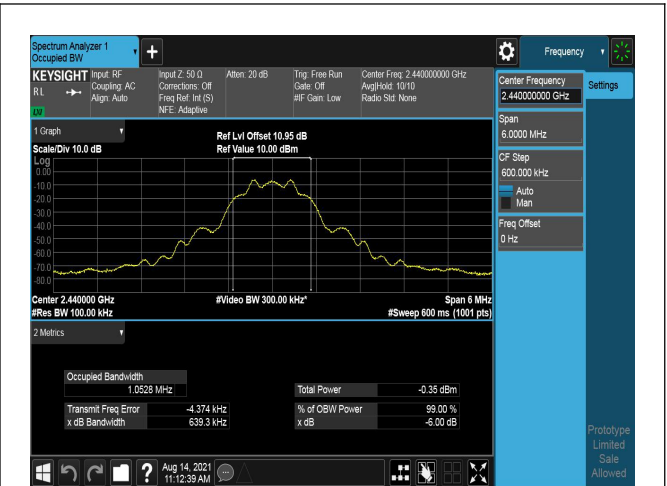 Spectrum Analyzer 1
Occupied BW
Frequency
KEYSIGHT
Input: RF
Coupling: AC
Align: Auto
Input Z: 50 Ω
Corrections: Off
Freq Ref: Int (S)
NFE: Adaptive
Atten: 20 dB
Trig: Free Run
Gate: Off
#IF Gain: Low
Center Freq: 2.440000000 GHz
Avg|Hold: 10/10
Radio Std: None
R L
LXI
Center Frequency
2.440000000 GHz
Settings
Span
6.0000 MHz
CF Step
600.000 kHz
Auto
Man
Freq Offset
0 Hz
1 Graph
Scale/Div 10.0 dB
Ref Lvl Offset 10.95 dB
Ref Value 10.00 dBm
Log
0.00
-10.0
-20.0
-30.0
-40.0
-50.0
-60.0
-70.0
-80.0
Center 2.440000 GHz
#Video BW 300.00 kHz*
Span 6 MHz
#Res BW 100.00 kHz
#Sweep 600 ms (1001 pts)
2 Metrics
Occupied Bandwidth
1.0528 MHz
Total Power -0.35 dBm
Transmit Freq Error -4.374 kHz
% of OBW Power 99.00 %
x dB Bandwidth 639.3 kHz
x dB -6.00 dB
Prototype
Limited
Sale
Allowed
?
Aug 14, 2021
11:12:39 AM